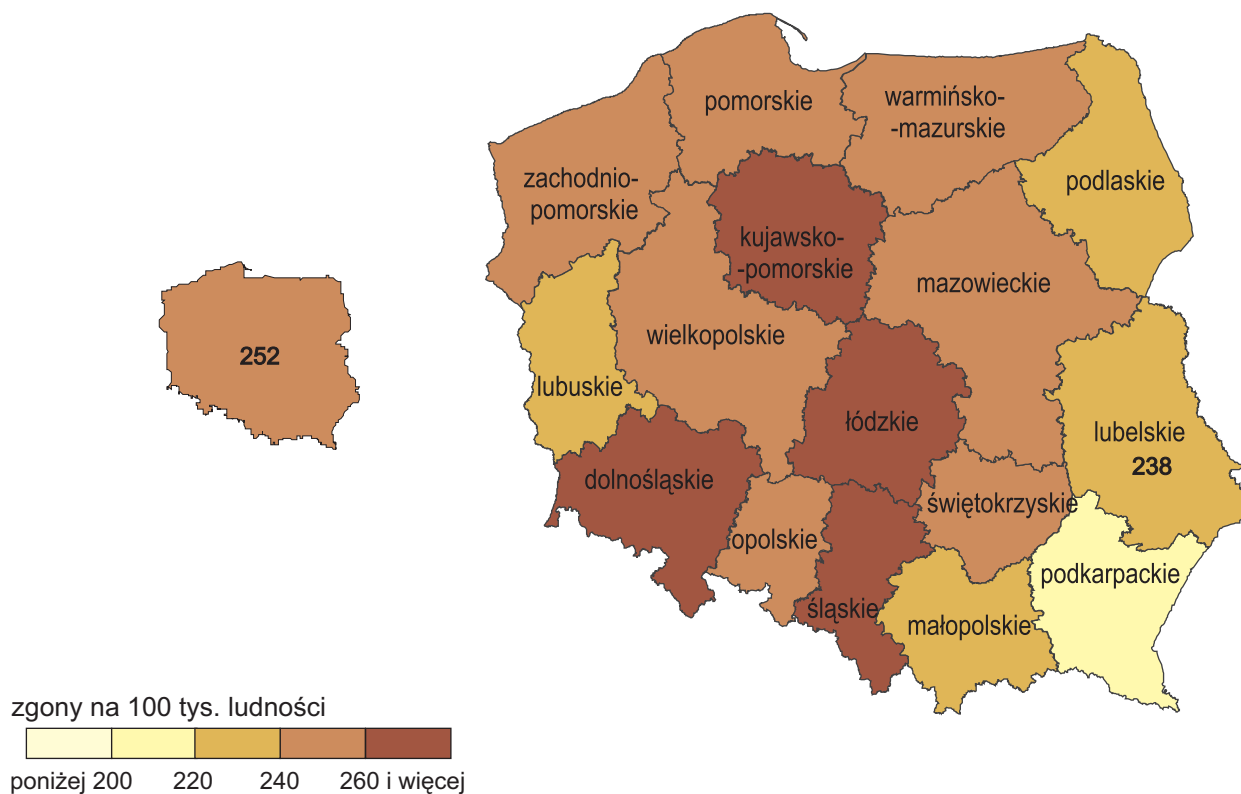 pomorskie
warmińsko-
-mazurskie
podlaskie
zachodnio-
pomorskie
kujawsko-
-pomorskie
mazowieckie
wielkopolskie
252
lubuskie
łódzkie
lubelskie
238
dolnośląskie
świętokrzyskie
opolskie
podkarpackie
śląskie
małopolskie
zgony na 100 tys. ludności
poniżej 200 220 240 260 i więcej